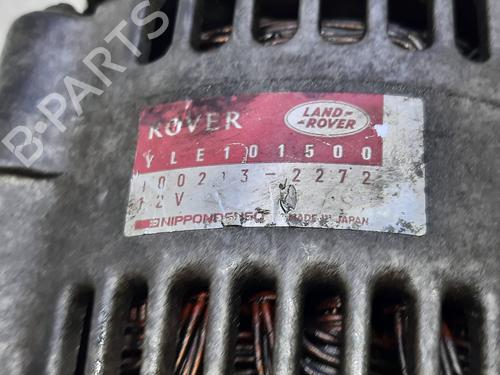 B-PARTS
ROVER
LAND-
-ROVER
YLE101500
100213-2272
12V
NIPPONDENSO MADE IN JAPAN